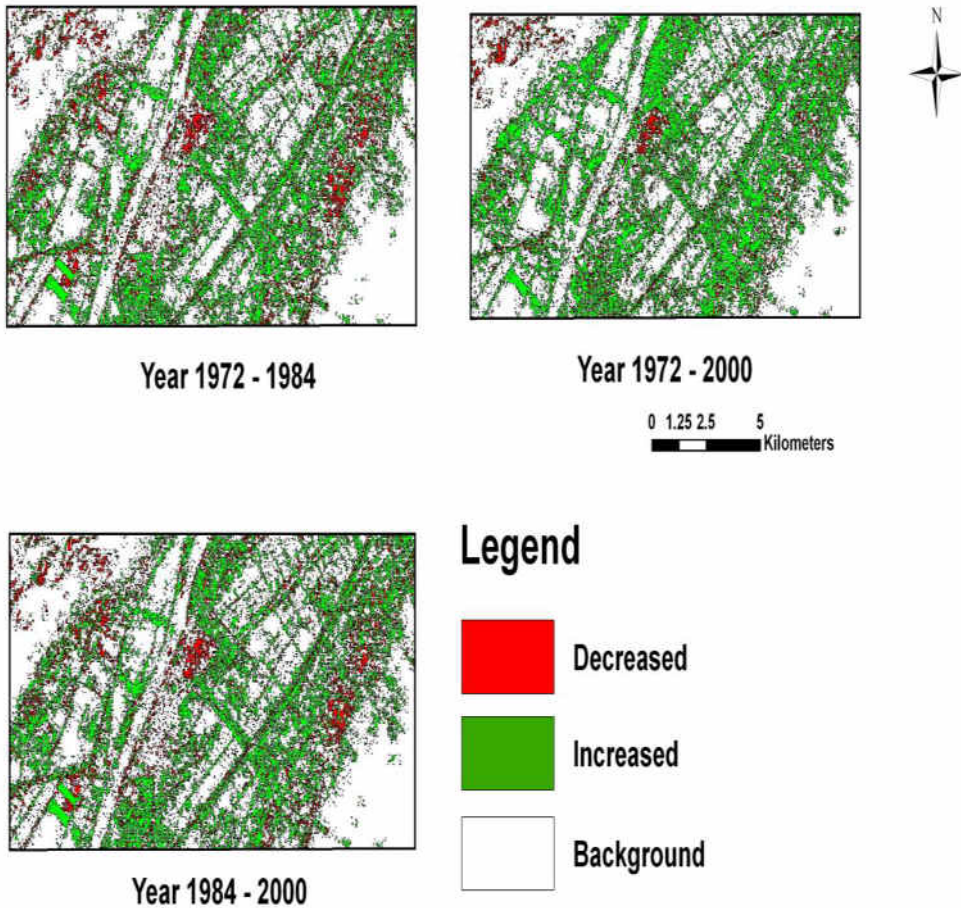 N
Year 1972 - 1984
Year 1972 - 2000
0 1.25 2.5 5
Kilometers
Legend
Decreased
Increased
Background
Year 1984 - 2000